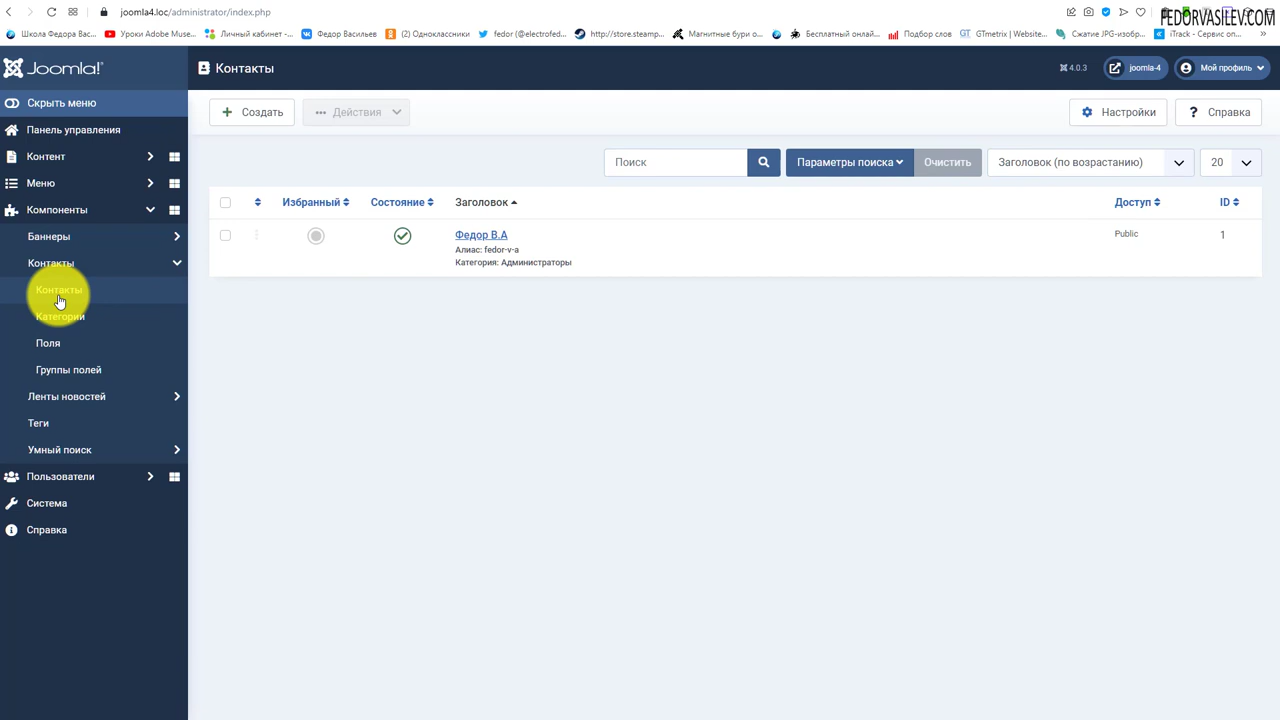 joomla4.loc/administrator/index.php
FEDORVASILEV.COM
Школа Федора Вас...
Уроки Adobe Muse...
Личный кабинет -...
Федор Васильев
(2) Одноклассники
fedor (@electrofed...
http://store.steamp...
Магнитные бури о...
Бесплатный онлай...
Подбор слов
GTmetrix | Website...
Сжатие JPG-изобр...
iTrack - Сервис оп...
Joomla!
Контакты
4.0.3
joomla-4
Мой профиль
Скрыть меню
Панель управления
Контент
Меню
Компоненты
Баннеры
Контакты
Контакты
Категории
Поля
Группы полей
Ленты новостей
Теги
Умный поиск
Пользователи
Система
Справка
Создать
Действия
Настройки
? Справка
Поиск
Параметры поиска
Очистить
Заголовок (по возрастанию)
20
Избранный
Состояние
Заголовок
Доступ
ID
Федор В.А
Алиас: fedor-v-a
Категория: Администраторы
Public
1